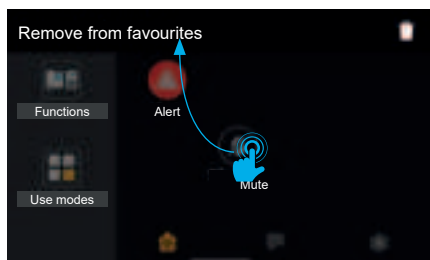 Remove from favourites
Functions
Alert
Use modes
Mute